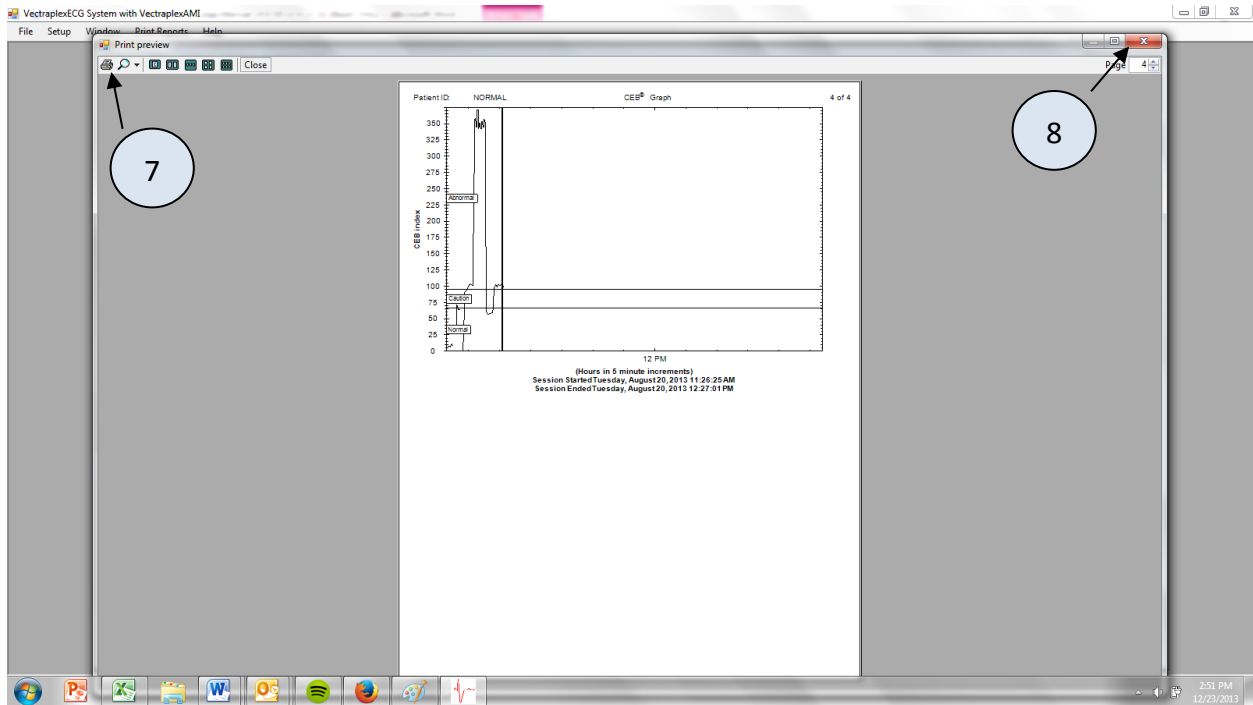 VectraplexECG System with VectraplexAMI
File Setup Window Print Reports Help
Print preview
Close
Page 4
Patient ID: NORMAL CEB® Graph 4 of 4
7
8
350
325
300
275
250
225
200
175
150
125
100
75
50
25
0
CEB index
Abnormal
Caution
Normal
12 PM
(Hours in 5 minute increments)
Session Started Tuesday, August 20, 2013 11:26:25 AM
Session Ended Tuesday, August 20, 2013 12:27:01 PM
2:51 PM
12/23/2013